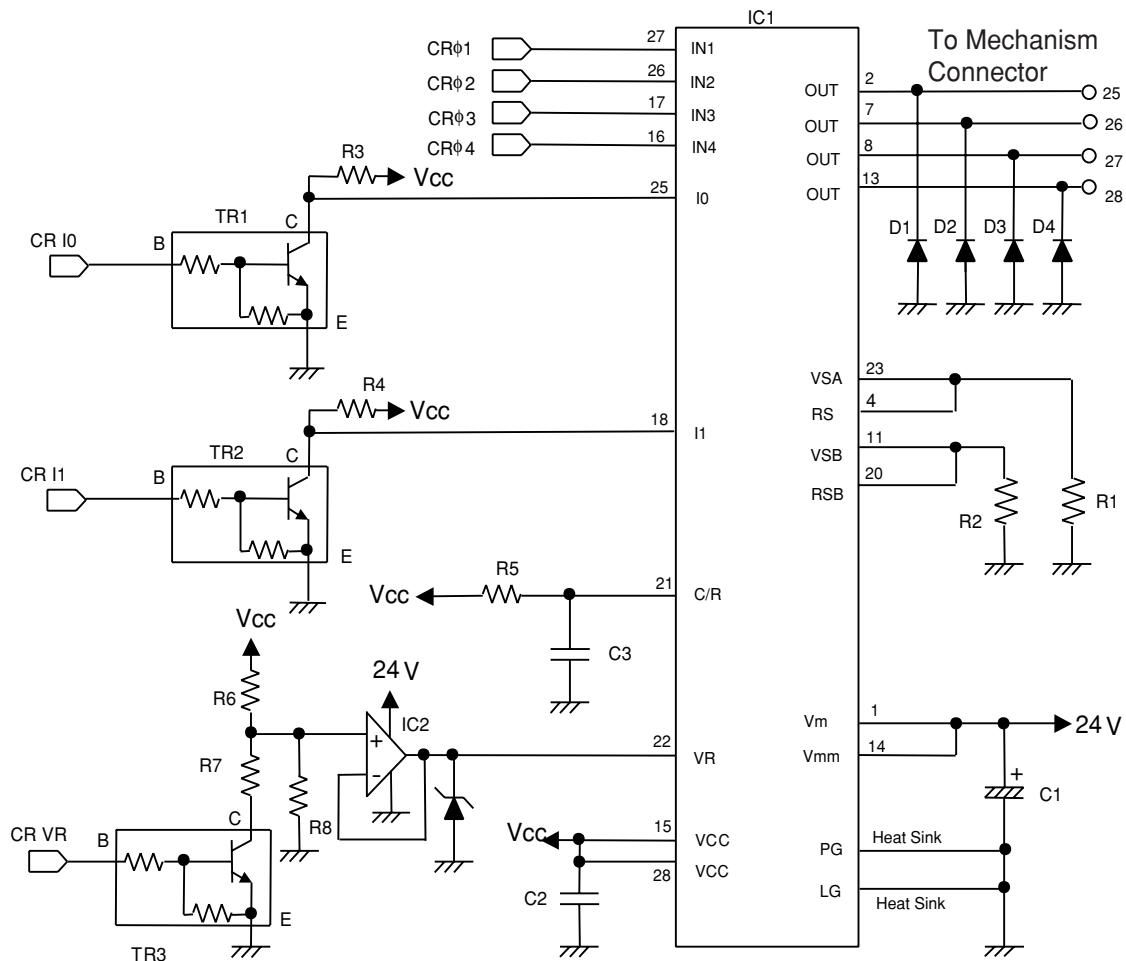 IC1
CRϕ1
27
IN1
To Mechanism
Connector
CRϕ2
26
IN2
OUT
2
25
CRϕ3
17
IN3
OUT
7
26
CRϕ4
16
IN4
OUT
8
27
R3
Vcc
25
I0
OUT
13
28
TR1
C
B
CR I0
E
D1
D2
D3
D4
R4
Vcc
18
I1
VSA
23
RS
4
VSB
11
RSB
20
TR2
C
B
CR I1
E
R2
R1
Vcc
R5
21
C/R
C3
Vcc
R6
24 V
IC2
+
-
22
VR
Vm
1
24 V
Vmm
14
R7
R8
+
C1
C
B
CR VR
E
TR3
Vcc
15
VCC
28
VCC
C2
PG
Heat Sink
LG
Heat Sink